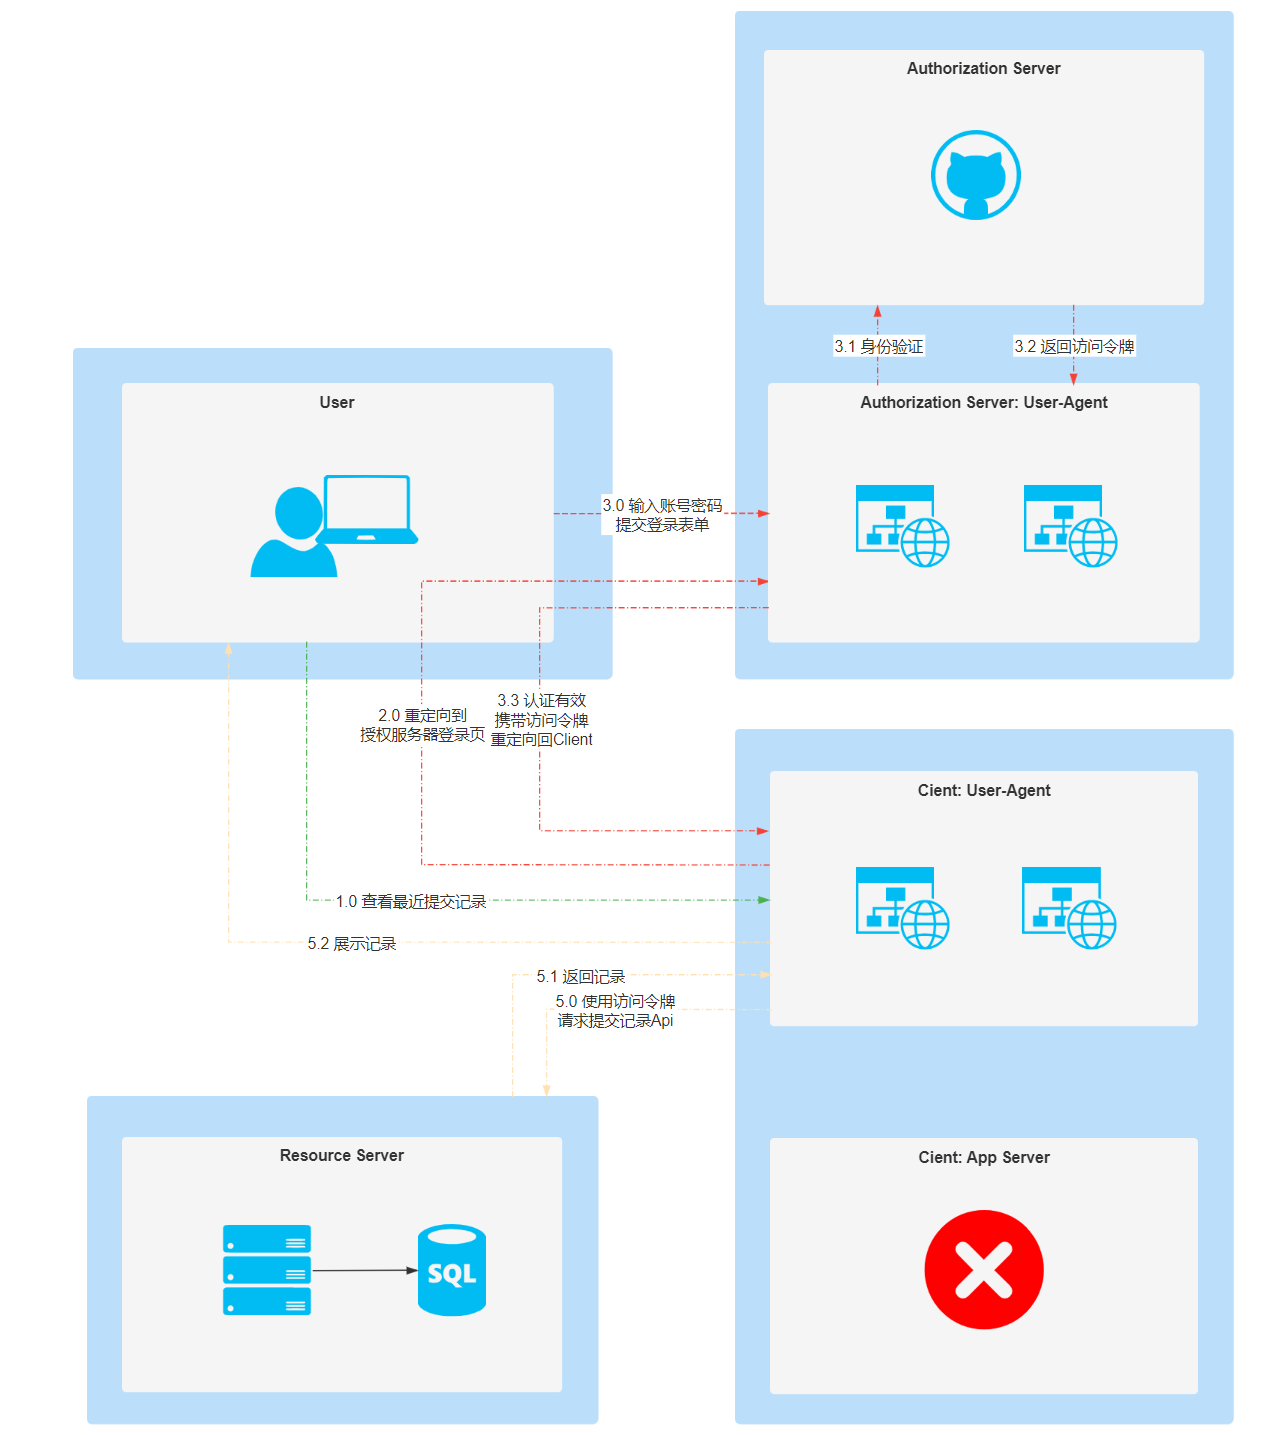 Authorization Server
3.1 身份验证
3.2 返回访问令牌
User
Authorization Server: User-Agent
3.0 输入账号密码
提交登录表单
2.0 重定向到
授权服务器登录页
3.3 认证有效
携带访问令牌
重定向回Client
Cient: User-Agent
1.0 查看最近提交记录
5.2 展示记录
5.1 返回记录
5.0 使用访问令牌
请求提交记录Api
Resource Server
SQL
Cient: App Server